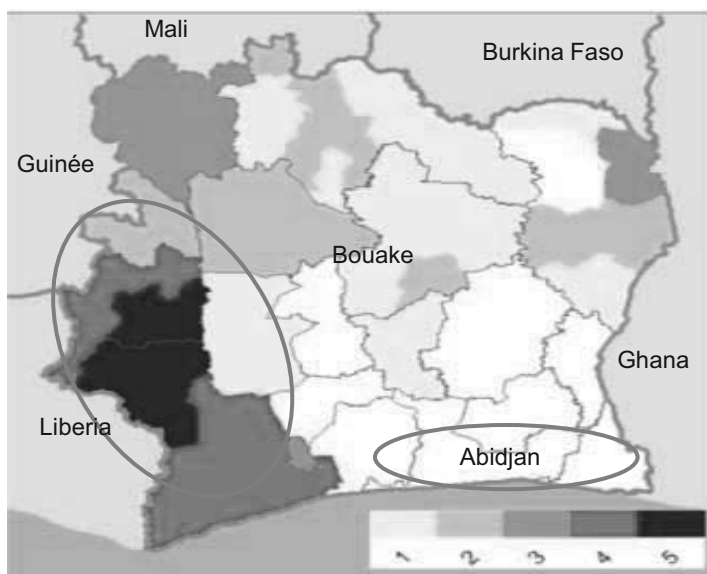 Mali
Burkina Faso
Guinée
Bouake
Ghana
Liberia
Abidjan
1 2 3 4 5